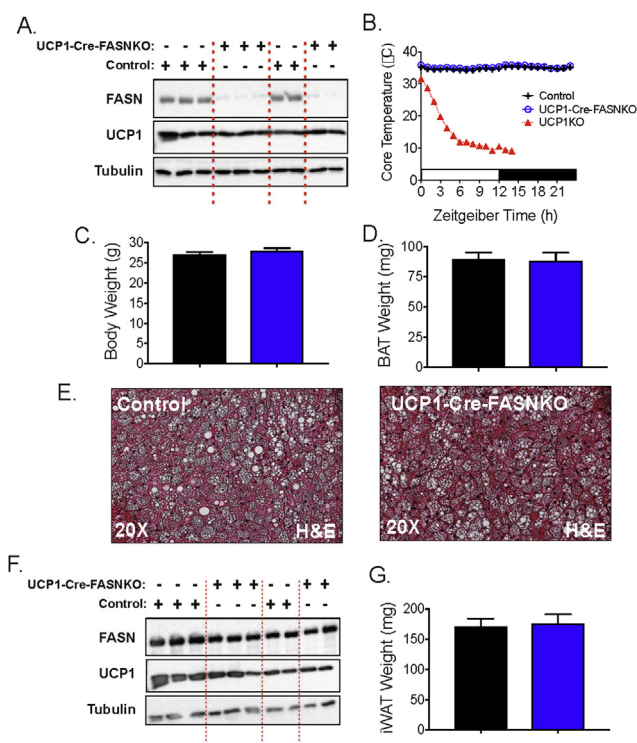 A.
UCP1-Cre-FASNKO: - - - + + + - - + +
Control: + + + - - - + + - -
FASN
UCP1
Tubulin
B.
Core Temperature (□C)
40
30
20
10
0
0 3 6 9 12 15 18 21
Zeitgeiber Time (h)
Control
UCP1-Cre-FASNKO
UCP1KO
C.
Body Weight (g)
30
25
20
15
10
5
0
D.
BAT Weight (mg)
100
75
50
25
0
E.
Control
20X
H&E
UCP1-Cre-FASNKO
20X
H&E
F.
UCP1-Cre-FASNKO: - - - + + + - - + +
Control: + + + - - - + + - -
FASN
UCP1
Tubulin
G.
iWAT Weight (mg)
200
150
100
50
0